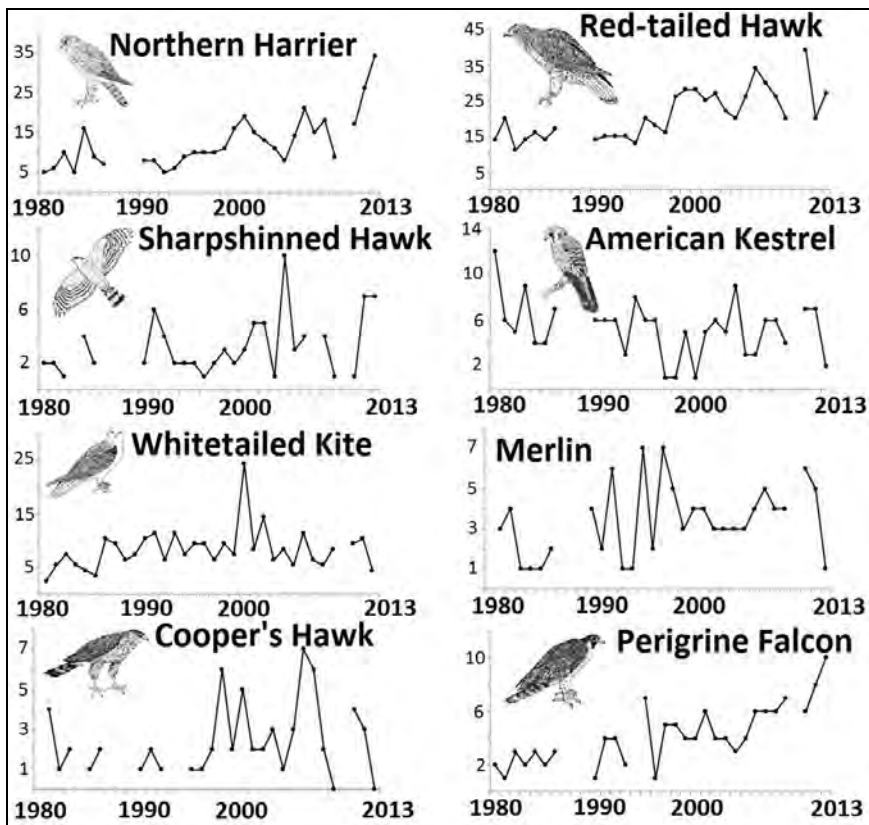 Northern Harrier
35
25
15
5
1980 1990 2000 2013
Red-tailed Hawk
45
35
25
15
5
1980 1990 2000 2013
Sharpshinned Hawk
10
6
2
1980 1990 2000 2013
American Kestrel
14
10
6
2
1980 1990 2000 2013
Whitetailed Kite
25
15
5
1980 1990 2000 2013
Merlin
7
5
3
1
1980 1990 2000 2013
Cooper's Hawk
7
5
3
1
1980 1990 2000 2013
Perigrine Falcon
10
6
2
1980 1990 2000 2013